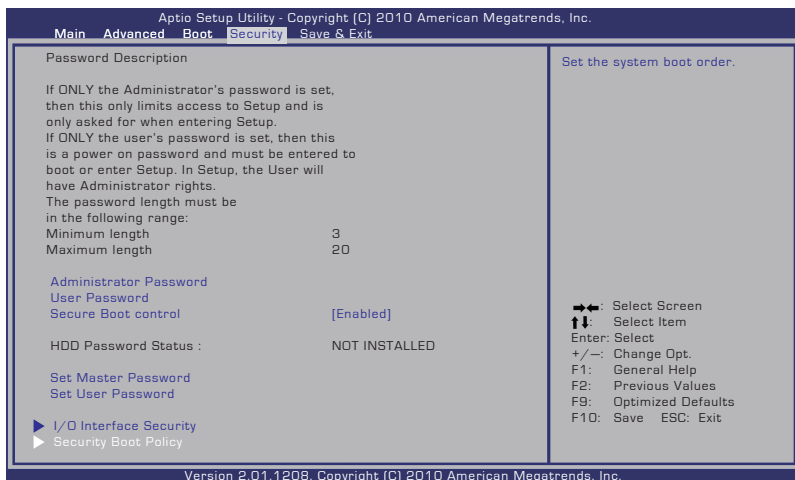 Aptio Setup Utility - Copyright (C) 2010 American Megatrends, Inc.
Main Advanced Boot Security Save & Exit
Password Description
If ONLY the Administrator's password is set,
then this only limits access to Setup and is
only asked for when entering Setup.
If ONLY the user's password is set, then this
is a power on password and must be entered to
boot or enter Setup. In Setup, the User will
have Administrator rights.
The password length must be
in the following range:
Minimum length 3
Maximum length 20
Administrator Password
User Password
Secure Boot control [Enabled]
HDD Password Status : NOT INSTALLED
Set Master Password
Set User Password
I/O Interface Security
Security Boot Policy
Set the system boot order.
→←: Select Screen
↑↓: Select Item
Enter: Select
+/—: Change Opt.
F1: General Help
F2: Previous Values
F9: Optimized Defaults
F10: Save ESC: Exit
Version 2.01.1208. Copyright (C) 2010 American Megatrends, Inc.